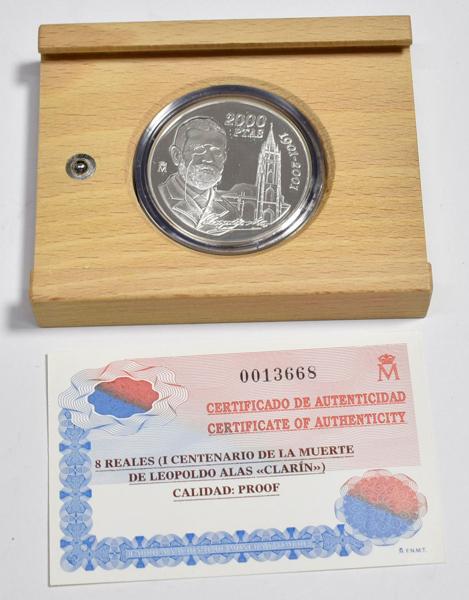 2000
PTAS
1901-2001
M
0013668
M
CERTIFICADO DE AUTENTICIDAD
CERTIFICATE OF AUTHENTICITY
8 REALES (I CENTENARIO DE LA MUERTE
DE LEOPOLDO ALAS «CLARÍN»)
CALIDAD: PROOF
F.N.M.T.